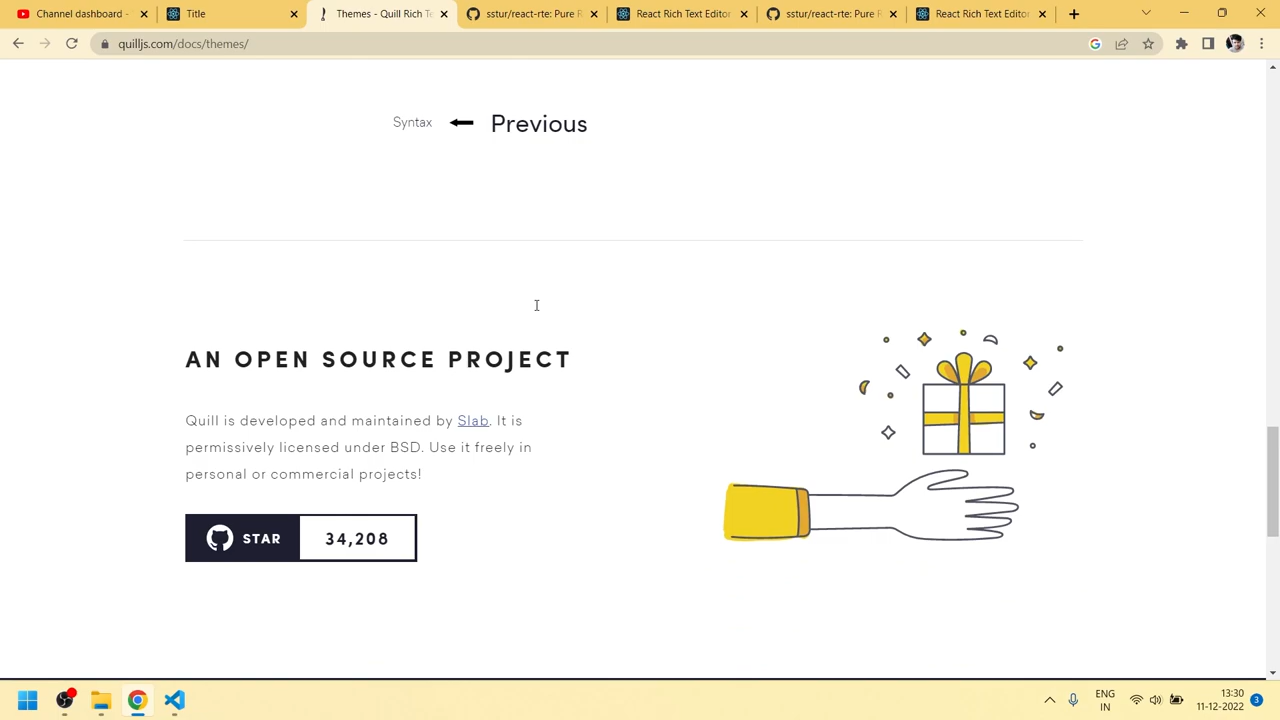 Channel dashboard -
Title
Themes - Quill Rich Te
sstur/react-rte: Pure R
React Rich Text Editor
sstur/react-rte: Pure R
React Rich Text Editor
quilljs.com/docs/themes/
Syntax
Previous
AN OPEN SOURCE PROJECT
Quill is developed and maintained by Slab. It is
permissively licensed under BSD. Use it freely in
personal or commercial projects!
STAR
34,208
ENG
IN
13:30
11-12-2022
3